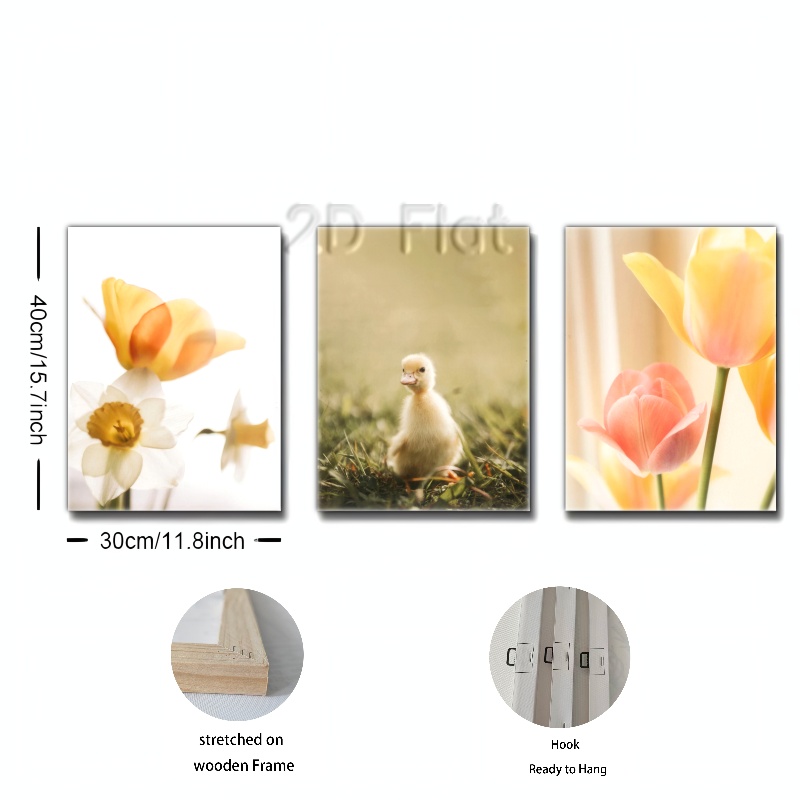 2D Flat
40cm/15.7inch
30cm/11.8inch
stretched on
wooden Frame
Hook
Ready to Hang